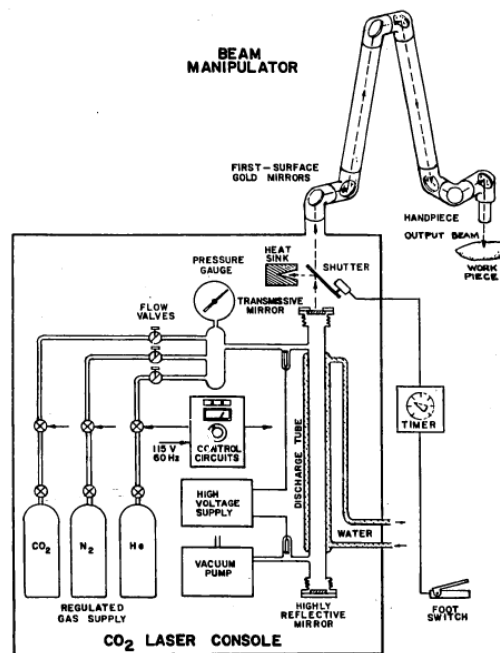 BEAM
MANIPULATOR
FIRST-SURFACE
GOLD MIRRORS
HANDPIECE
OUTPUT BEAM
WORK
PIECE
HEAT
SINK
SHUTTER
PRESSURE
GAUGE
TRANSMISSIVE
MIRROR
FLOW
VALVES
TIMER
115 V
60 Hz
CONTROL
CIRCUITS
DISCHARGE TUBE
HIGH
VOLTAGE
SUPPLY
WATER
CO2
N2
He
VACUUM
PUMP
REGULATED
GAS SUPPLY
HIGHLY
REFLECTIVE
MIRROR
FOOT
SWITCH
CO2 LASER CONSOLE